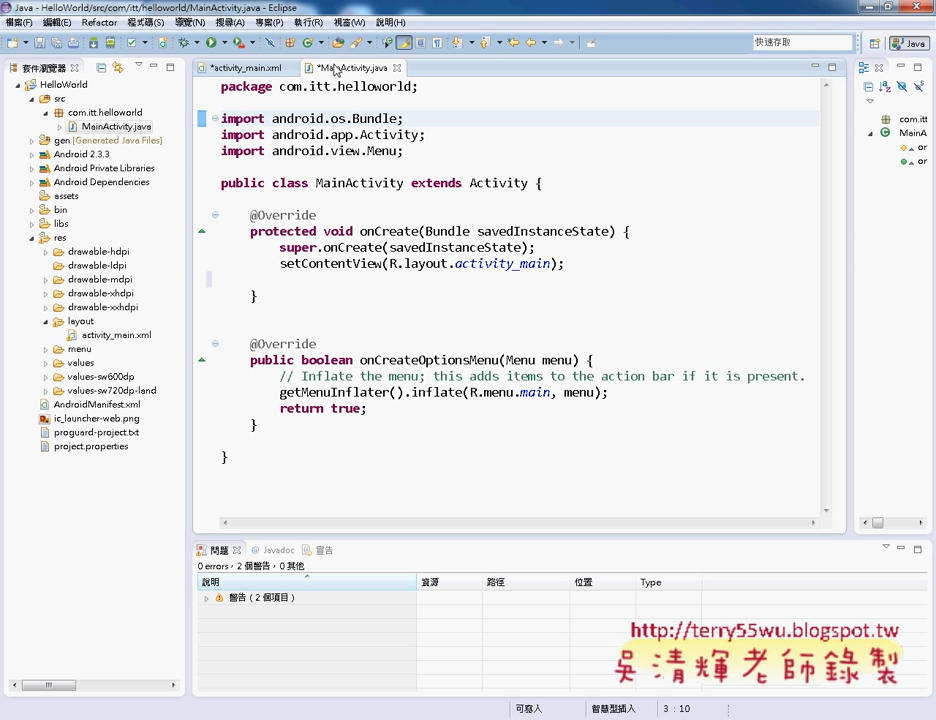 Java - HelloWorld/src/com/itt/helloworld/MainActivity.java - Eclipse
檔案(F) 編輯(E) Refactor 程式碼(S) 導覽(N) 搜尋(A) 專案(P) 執行(R) 視窗(W) 說明(H)
快速存取
Java
套件瀏覽器
*activity_main.xml
*MainActivity.java
HelloWorld
src
com.itt.helloworld
MainActivity.java
gen [Generated Java Files]
Android 2.3.3
Android Private Libraries
Android Dependencies
assets
bin
libs
res
drawable-hdpi
drawable-ldpi
drawable-mdpi
drawable-xhdpi
drawable-xxhdpi
layout
activity_main.xml
menu
values
values-sw600dp
values-sw720dp-land
AndroidManifest.xml
ic_launcher-web.png
proguard-project.txt
project.properties
package com.itt.helloworld;
import android.os.Bundle;
import android.app.Activity;
import android.view.Menu;
public class MainActivity extends Activity {
@Override
protected void onCreate(Bundle savedInstanceState) {
super.onCreate(savedInstanceState);
setContentView(R.layout.activity_main);
}
@Override
public boolean onCreateOptionsMenu(Menu menu) {
// Inflate the menu; this adds items to the action bar if it is present.
getMenuInflater().inflate(R.menu.main, menu);
return true;
}
}
com.itt
MainA
or
or
問題
@ Javadoc
宣告
0 errors，2 個警告，0 其他
說明 資源 路徑 位置 Type
警告（2 個項目）
http://terry55wu.blogspot.tw
吳清輝老師錄製
可寫入 智慧型插入 3 : 10